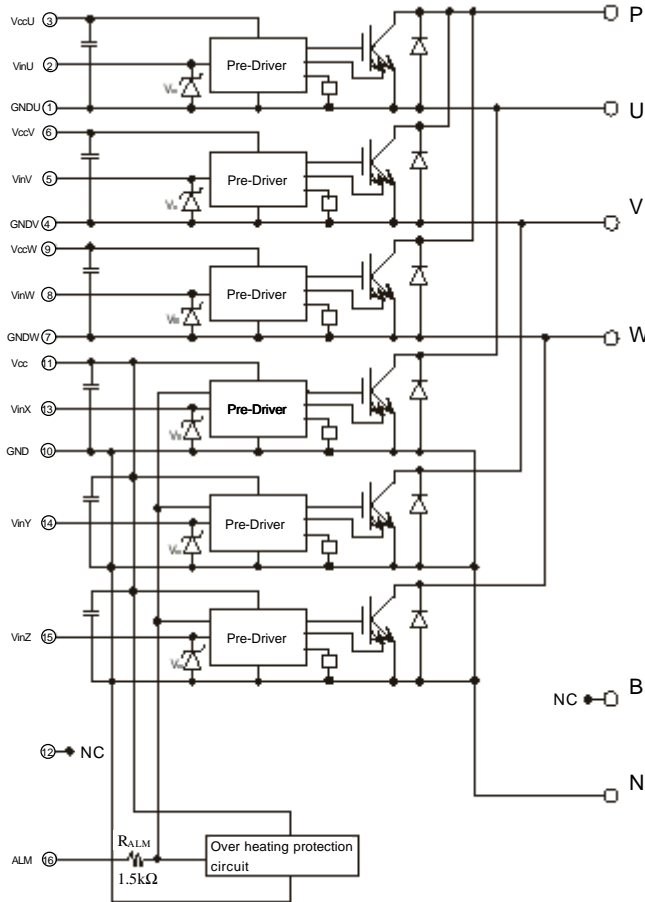 VccU 3
P
VinU 2
Pre-Driver
GNDU 1
U
VccV 6
VinV 5
Pre-Driver
GNDV 4
V
VccW 9
VinW 8
Pre-Driver
GNDW 7
W
Vcc 11
VinX 13
Pre-Driver
GND 10
VinY 14
Pre-Driver
VinZ 15
Pre-Driver
NC B
12 NC
N
RALM
ALM 16
Over heating protection
circuit
1.5kΩ